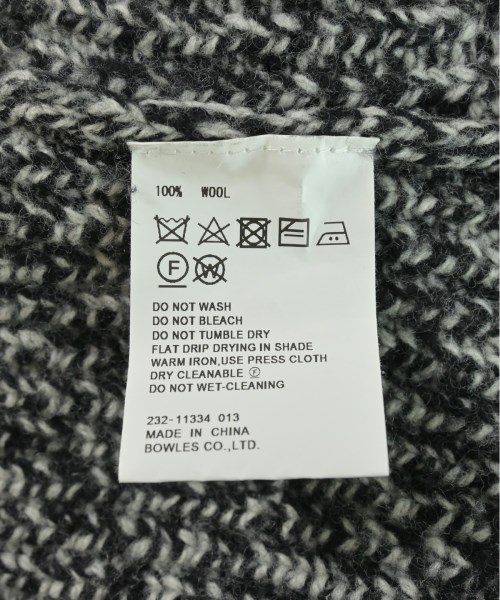 100% WOOL
F W
DO NOT WASH
DO NOT BLEACH
DO NOT TUMBLE DRY
FLAT DRIP DRYING IN SHADE
WARM IRON,USE PRESS CLOTH
DRY CLEANABLE Ⓕ
DO NOT WET-CLEANING
232-11334 013
MADE IN CHINA
BOWLES CO.,LTD.